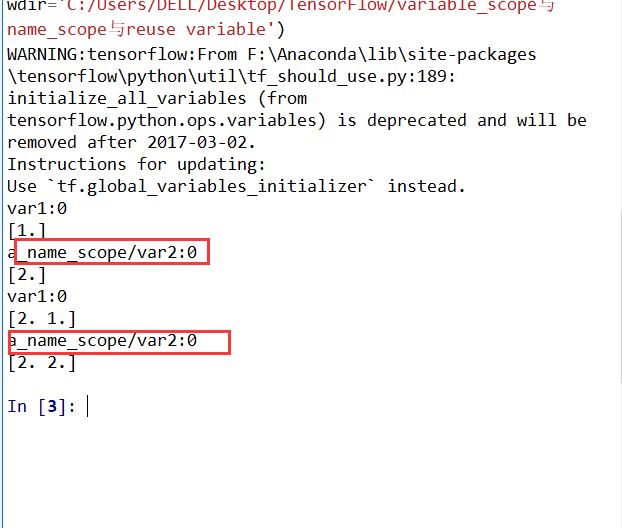 wdir='C:/Users/DELL/Desktop/TensorFlow/variable_scope与
name_scope与reuse variable')
WARNING:tensorflow:From F:\Anaconda\lib\site-packages
\tensorflow\python\util\tf_should_use.py:189:
initialize_all_variables (from
tensorflow.python.ops.variables) is deprecated and will be
removed after 2017-03-02.
Instructions for updating:
Use `tf.global_variables_initializer` instead.
var1:0
[1.]
a_name_scope/var2:0
[2.]
var1:0
[2. 1.]
a_name_scope/var2:0
[2. 2.]
In [3]: